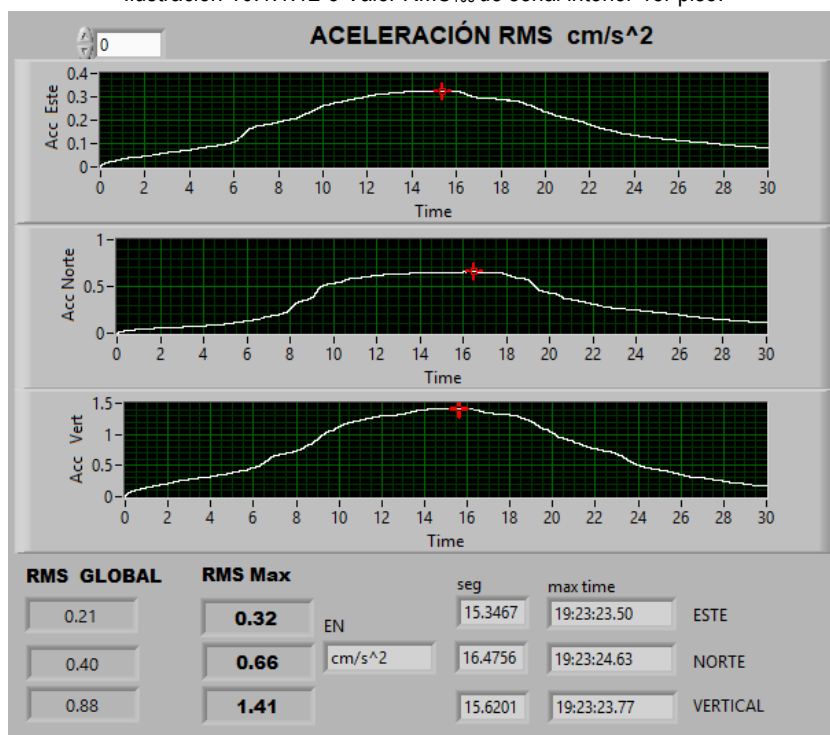 ACELERACIÓN RMS cm/s^2
0
Acc Este
0.4
0.3
0.2
0.1
0
0 2 4 6 8 10 12 14 16 18 20 22 24 26 28 30
Time
Acc Norte
1
0.5
0
0 2 4 6 8 10 12 14 16 18 20 22 24 26 28 30
Time
Acc Vert
1.5
1
0.5
0
0 2 4 6 8 10 12 14 16 18 20 22 24 26 28 30
Time
RMS GLOBAL RMS Max seg max time
0.21 0.32 EN 15.3467 19:23:23.50 ESTE
0.40 0.66 cm/s^2 16.4756 19:23:24.63 NORTE
0.88 1.41 15.6201 19:23:23.77 VERTICAL